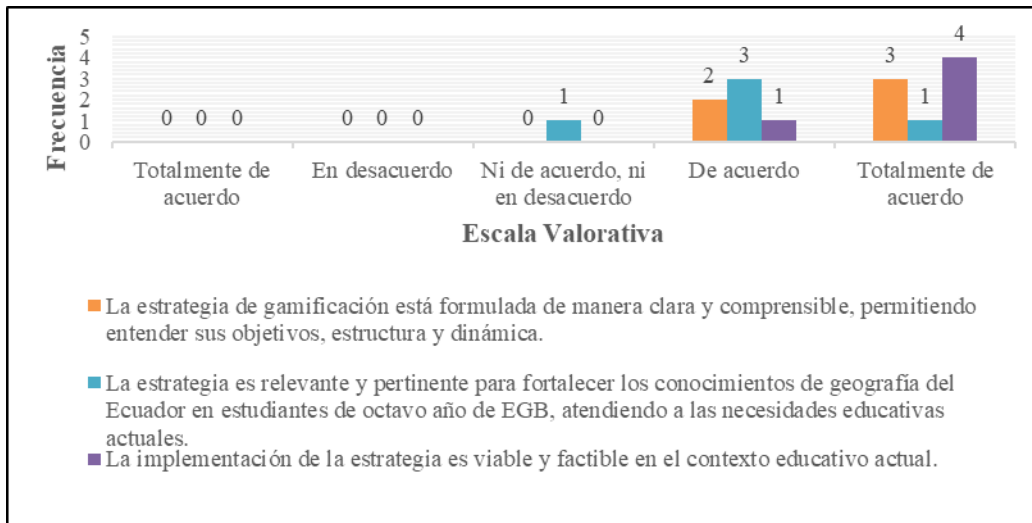 Frecuencia
5
4
3
2
1
0
0 0 0
0 0 0
0 1 0
2 3 1
3 1 4
Totalmente de
acuerdo
En desacuerdo
Ni de acuerdo, ni
en desacuerdo
De acuerdo
Totalmente de
acuerdo
Escala Valorativa
La estrategia de gamificación está formulada de manera clara y comprensible, permitiendo
entender sus objetivos, estructura y dinámica.
La estrategia es relevante y pertinente para fortalecer los conocimientos de geografía del
Ecuador en estudiantes de octavo año de EGB, atendiendo a las necesidades educativas
actuales.
La implementación de la estrategia es viable y factible en el contexto educativo actual.